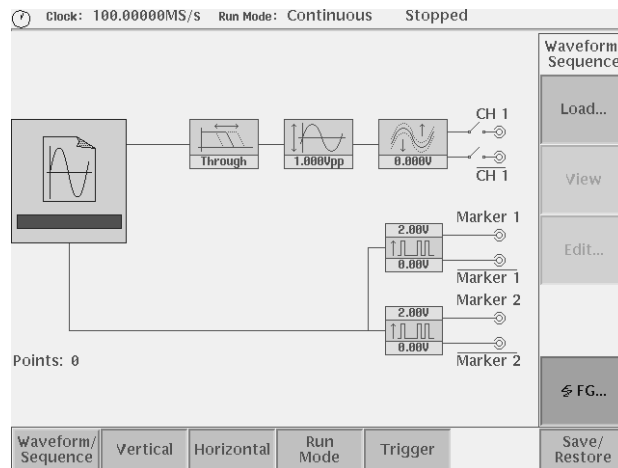 Clock: 100.00000MS/s Run Mode: Continuous Stopped
Waveform
Sequence
Load...
View
Edit...
FG...
Save/
Restore
CH 1
CH 1
Through
1.000Vpp
0.000V
Marker 1
2.00V
0.00V
Marker 1
Marker 2
2.00V
0.00V
Marker 2
Points: 0
Waveform/
Sequence
Vertical
Horizontal
Run
Mode
Trigger